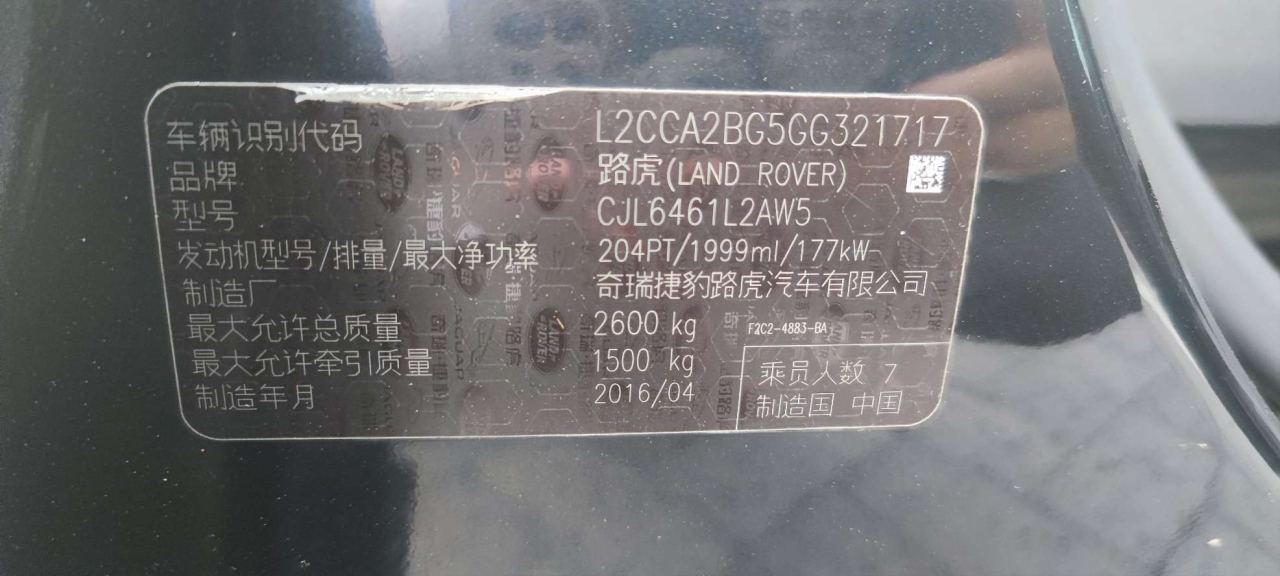 车辆识别代码 L2CCA2BG5GG321717
品牌 路虎(LAND ROVER)
型号 CJL6461L2AW5
发动机型号/排量/最大净功率 204PT/1999ml/177kW
制造厂 奇瑞捷豹路虎汽车有限公司
最大允许总质量 2600 kg
F2C2-4883-BA
最大允许牵引质量 1500 kg
乘员人数 7
制造年月 2016/04
制造国 中国